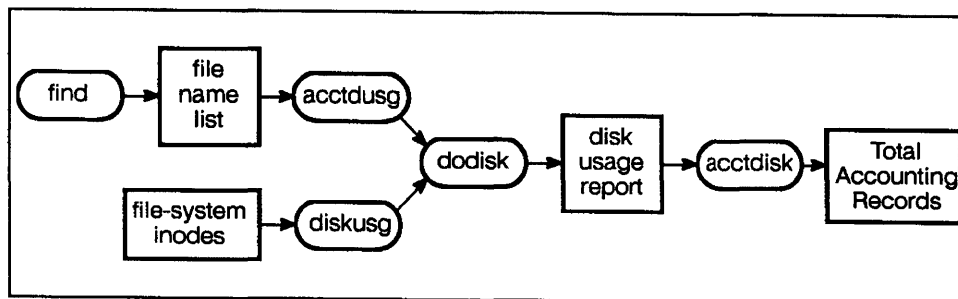 find
file
name
list
acctdusg
file-system
inodes
diskusg
dodisk
disk
usage
report
acctdisk
Total
Accounting
Records